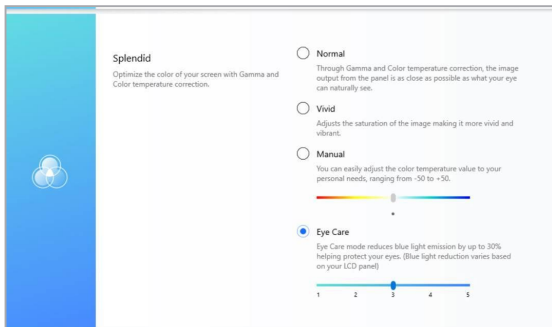 Splendid
Optimize the color of your screen with Gamma and
Color temperature correction.
Normal
Through Gamma and Color temperature correction, the image
output from the panel is as close as possible as what your eye
can naturally see.
Vivid
Adjusts the saturation of the image making it more vivid and
vibrant.
Manual
You can easily adjust the color temperature value to your
personal needs, ranging from -50 to +50.
Eye Care
Eye Care mode reduces blue light emission by up to 30%
helping protect your eyes. (Blue light reduction varies based
on your LCD panel)
1 2 3 4 5